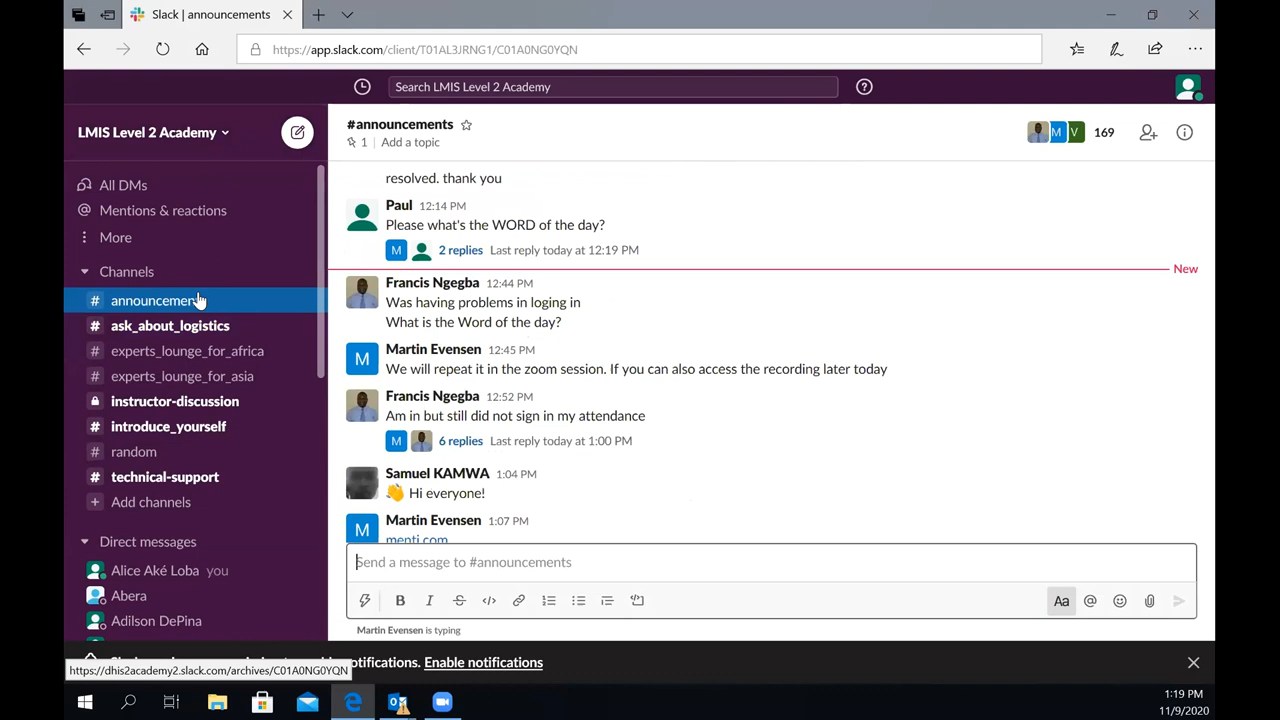 Slack | announcements
https://app.slack.com/client/T01AL3JRNG1/C01A0NG0YQN
Search LMIS Level 2 Academy
LMIS Level 2 Academy
All DMs
Mentions & reactions
More
Channels
# announcement
# ask_about_logistics
# experts_lounge_for_africa
# experts_lounge_for_asia
instructor-discussion
# introduce_yourself
# random
# technical-support
+ Add channels
Direct messages
Alice Aké Loba you
Abera
Adilson DePina
#announcements
1 | Add a topic
169
resolved. thank you
Paul 12:14 PM
Please what's the WORD of the day?
M 2 replies Last reply today at 12:19 PM
New
Francis Ngegba 12:44 PM
Was having problems in loging in
What is the Word of the day?
Martin Evensen 12:45 PM
We will repeat it in the zoom session. If you can also access the recording later today
Francis Ngegba 12:52 PM
Am in but still did not sign in my attendance
M 6 replies Last reply today at 1:00 PM
Samuel KAMWA 1:04 PM
👋 Hi everyone!
Martin Evensen 1:07 PM
menti.com
Send a message to #announcements
Martin Evensen is typing
notifications. Enable notifications
https://dhis2academy2.slack.com/archives/C01A0NG0YQN
1:19 PM
11/9/2020